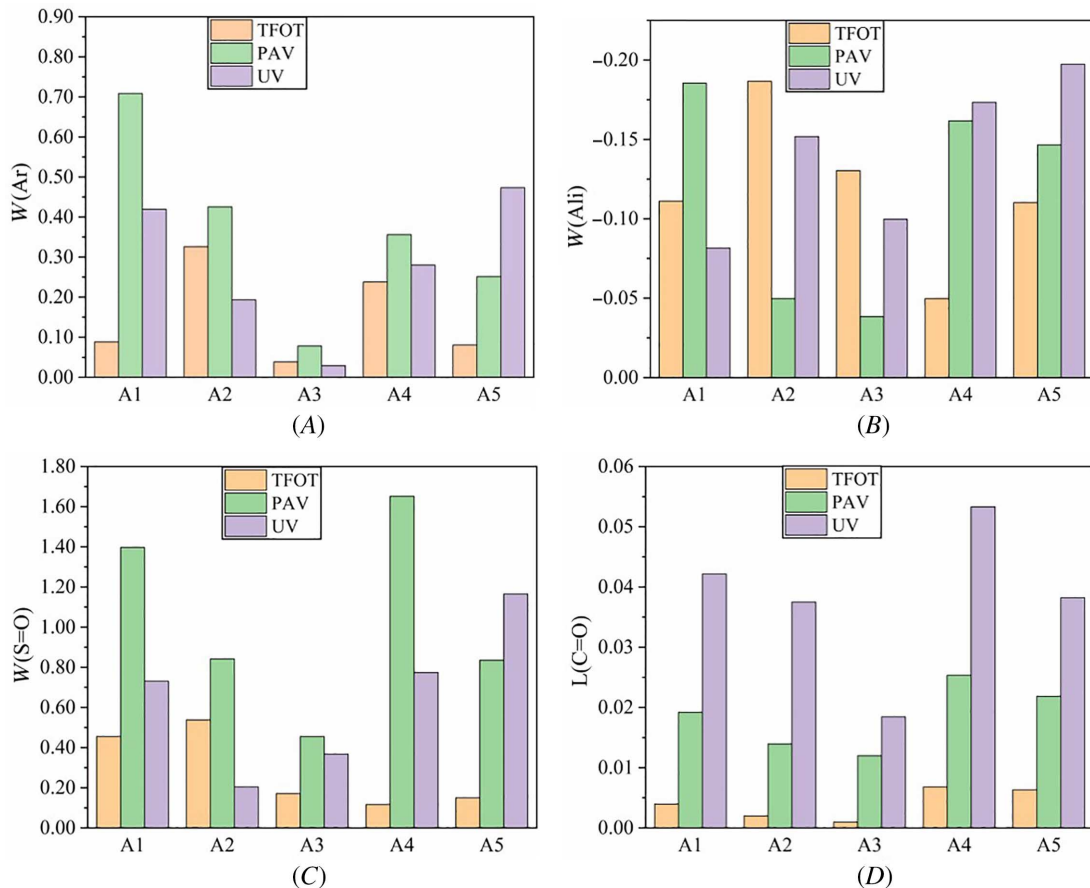 0.90
0.80
0.70
0.60
0.50
0.40
0.30
0.20
0.10
0.00
W(Ar)
TFOT
PAV
UV
A1 A2 A3 A4 A5
(A)
−0.20
−0.15
−0.10
−0.05
0.00
W(Ali)
TFOT
PAV
UV
A1 A2 A3 A4 A5
(B)
1.80
1.60
1.40
1.20
1.00
0.80
0.60
0.40
0.20
0.00
W(S=O)
TFOT
PAV
UV
A1 A2 A3 A4 A5
(C)
0.06
0.05
0.04
0.03
0.02
0.01
0.00
L(C=O)
TFOT
PAV
UV
A1 A2 A3 A4 A5
(D)